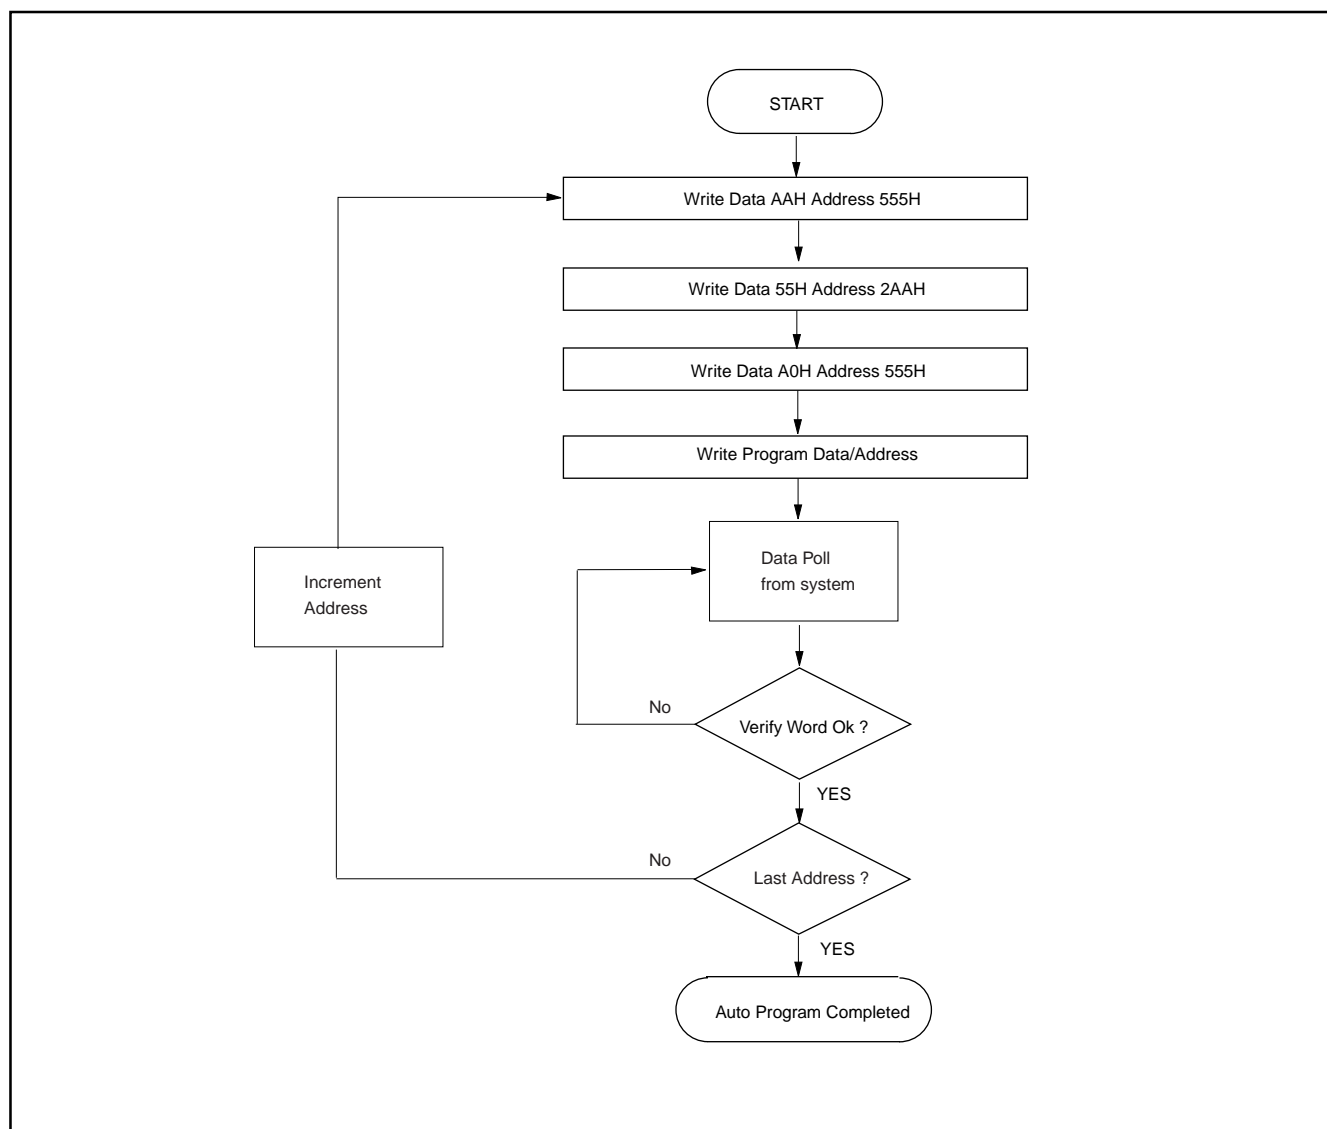 START
Write Data AAH Address 555H
Write Data 55H Address 2AAH
Write Data A0H Address 555H
Write Program Data/Address
Data Poll
from system
Increment
Address
No
Verify Word Ok ?
YES
No
Last Address ?
YES
Auto Program Completed